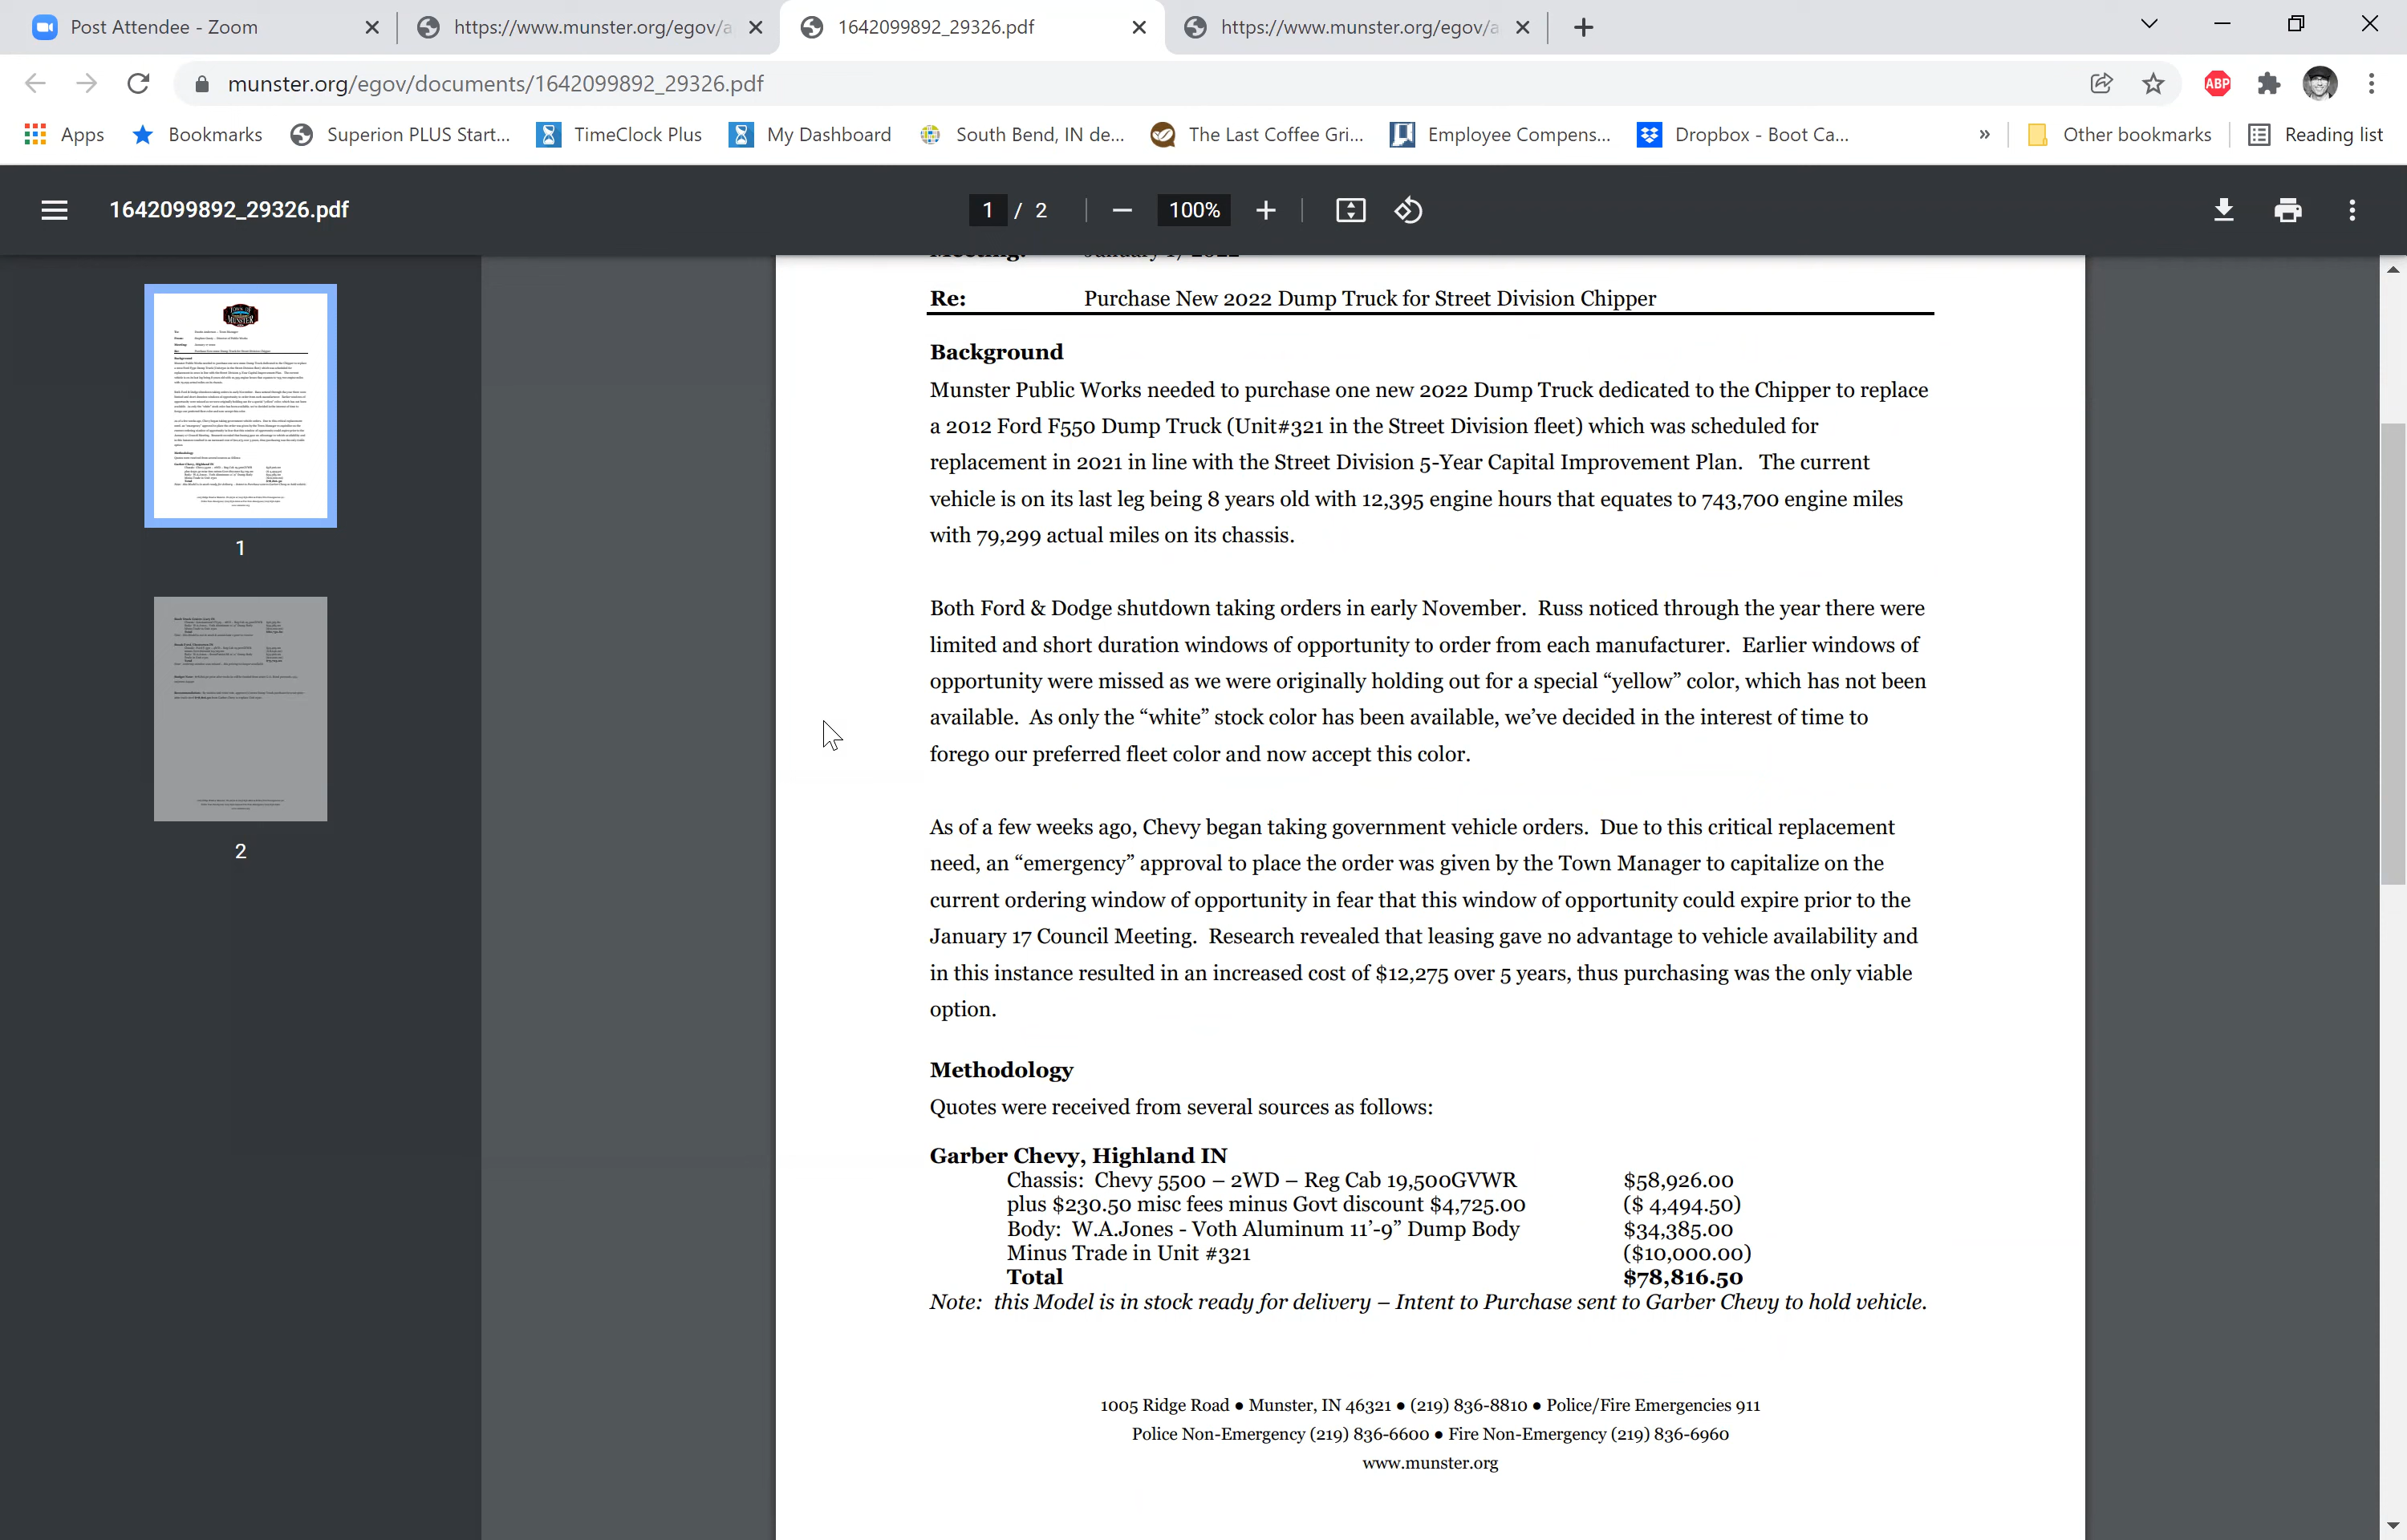 Post Attendee - Zoom
https://www.munster.org/egov/a
1642099892_29326.pdf
https://www.munster.org/egov/a
munster.org/egov/documents/1642099892_29326.pdf
ABP
Apps
Bookmarks
Superion PLUS Start...
TimeClock Plus
My Dashboard
South Bend, IN de...
The Last Coffee Gri...
Employee Compens...
Dropbox - Boot Ca...
»
Other bookmarks
Reading list
1642099892_29326.pdf
1 / 2
100%
1
2
Re: Purchase New 2022 Dump Truck for Street Division Chipper
Background
Munster Public Works needed to purchase one new 2022 Dump Truck dedicated to the Chipper to replace
a 2012 Ford F550 Dump Truck (Unit#321 in the Street Division fleet) which was scheduled for
replacement in 2021 in line with the Street Division 5-Year Capital Improvement Plan. The current
vehicle is on its last leg being 8 years old with 12,395 engine hours that equates to 743,700 engine miles
with 79,299 actual miles on its chassis.
Both Ford & Dodge shutdown taking orders in early November. Russ noticed through the year there were
limited and short duration windows of opportunity to order from each manufacturer. Earlier windows of
opportunity were missed as we were originally holding out for a special “yellow” color, which has not been
available. As only the “white” stock color has been available, we’ve decided in the interest of time to
forego our preferred fleet color and now accept this color.
As of a few weeks ago, Chevy began taking government vehicle orders. Due to this critical replacement
need, an “emergency” approval to place the order was given by the Town Manager to capitalize on the
current ordering window of opportunity in fear that this window of opportunity could expire prior to the
January 17 Council Meeting. Research revealed that leasing gave no advantage to vehicle availability and
in this instance resulted in an increased cost of $12,275 over 5 years, thus purchasing was the only viable
option.
Methodology
Quotes were received from several sources as follows:
Garber Chevy, Highland IN
Chassis: Chevy 5500 – 2WD – Reg Cab 19,500GVWR $58,926.00
plus $230.50 misc fees minus Govt discount $4,725.00 ($ 4,494.50)
Body: W.A.Jones - Voth Aluminum 11’-9” Dump Body $34,385.00
Minus Trade in Unit #321 ($10,000.00)
Total $78,816.50
Note: this Model is in stock ready for delivery – Intent to Purchase sent to Garber Chevy to hold vehicle.
1005 Ridge Road ● Munster, IN 46321 ● (219) 836-8810 ● Police/Fire Emergencies 911
Police Non-Emergency (219) 836-6600 ● Fire Non-Emergency (219) 836-6960
www.munster.org